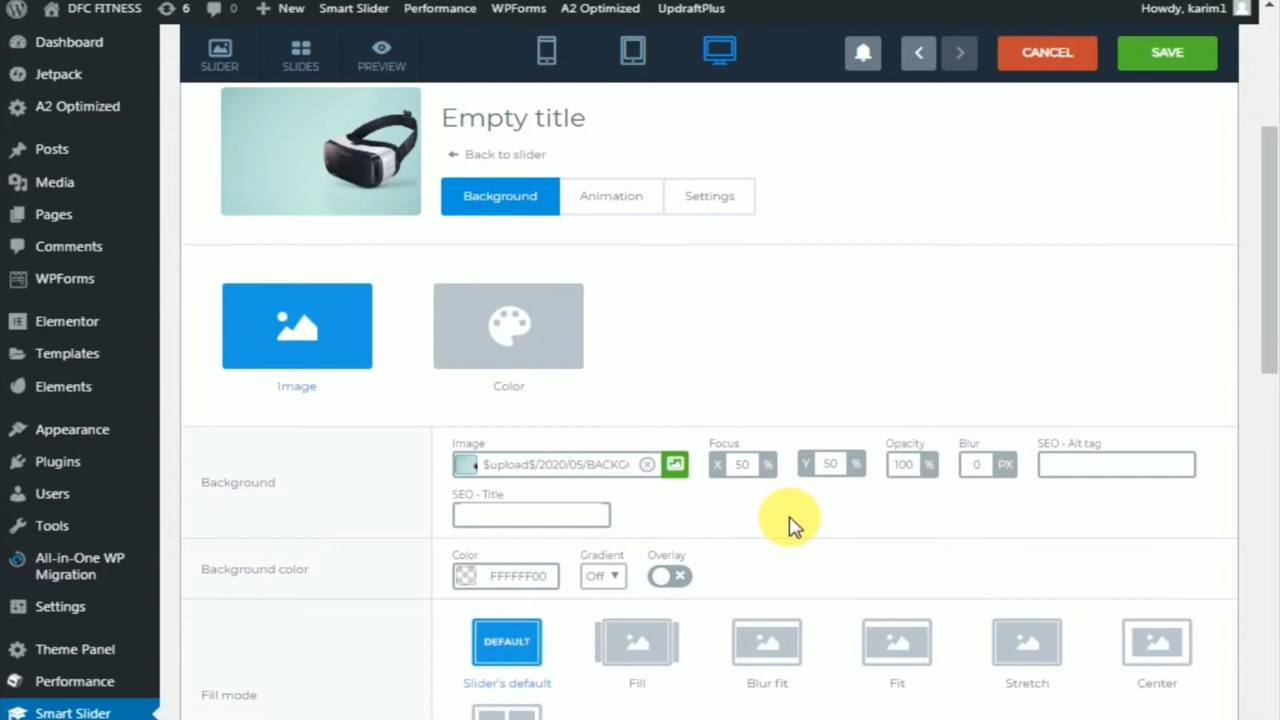 DFC FITNESS 6 0 New Smart Slider Performance WPForms A2 Optimized UpdraftPlus Howdy, karim1
Dashboard
Jetpack
A2 Optimized
Posts
Media
Pages
Comments
WPForms
Elementor
Templates
Elements
Appearance
Plugins
Users
Tools
All-in-One WP
Migration
Settings
Theme Panel
Performance
Smart Slider
SLIDER SLIDES PREVIEW CANCEL SAVE
Empty title
Back to slider
Background Animation Settings
Image Color
Background
Image Focus Opacity Blur SEO - Alt tag
$upload$/2020/05/BACKG X 50 % Y 50 % 100 % 0 PX
SEO - Title
Background color
Color Gradient Overlay
FFFFFF00 Off
Fill mode
DEFAULT
Slider's default Fill Blur fit Fit Stretch Center